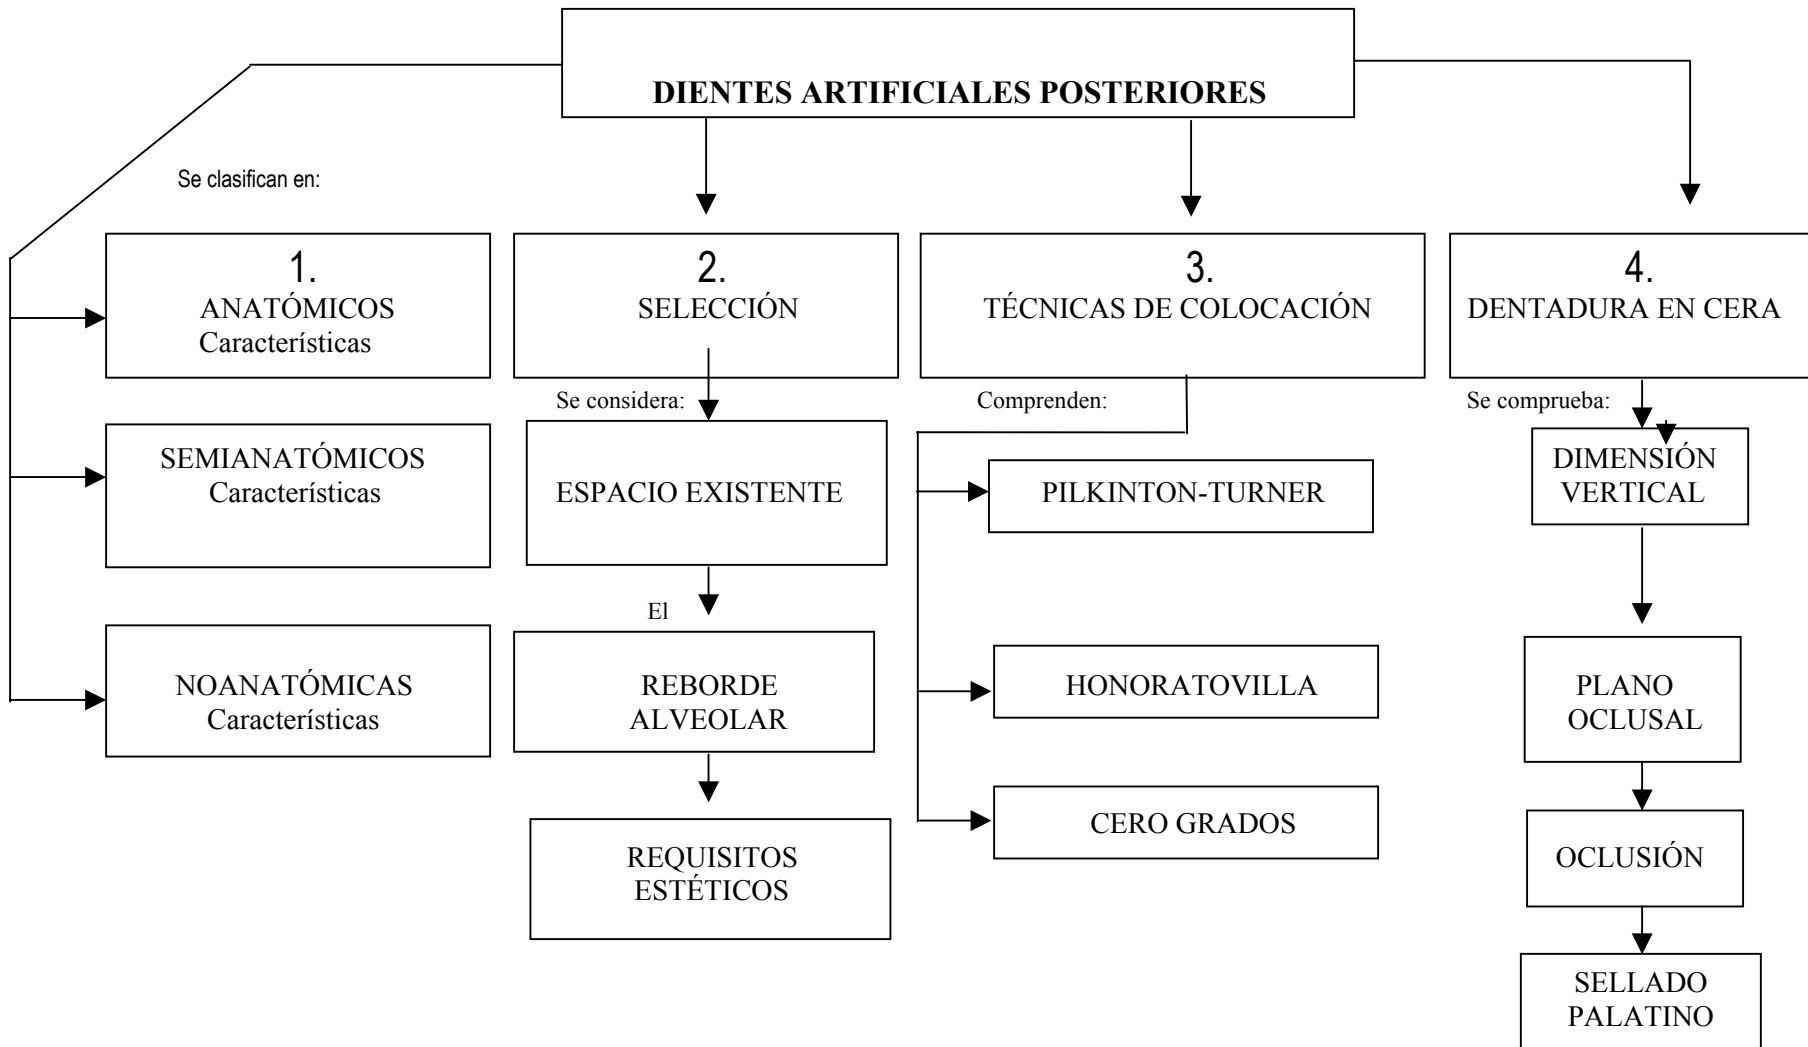 DIENTES ARTIFICIALES POSTERIORES
Se clasifican en:
1.
ANATÓMICOS
Características
SEMIANATÓMICOS
Características
NOANATÓMICAS
Características
2.
SELECCIÓN
Se considera:
ESPACIO EXISTENTE
El
REBORDE
ALVEOLAR
REQUISITOS
ESTÉTICOS
3.
TÉCNICAS DE COLOCACIÓN
Comprenden:
PILKINTON-TURNER
HONORATOVILLA
CERO GRADOS
4.
DENTADURA EN CERA
Se comprueba:
DIMENSIÓN
VERTICAL
PLANO
OCLUSAL
OCLUSIÓN
SELLADO
PALATINO